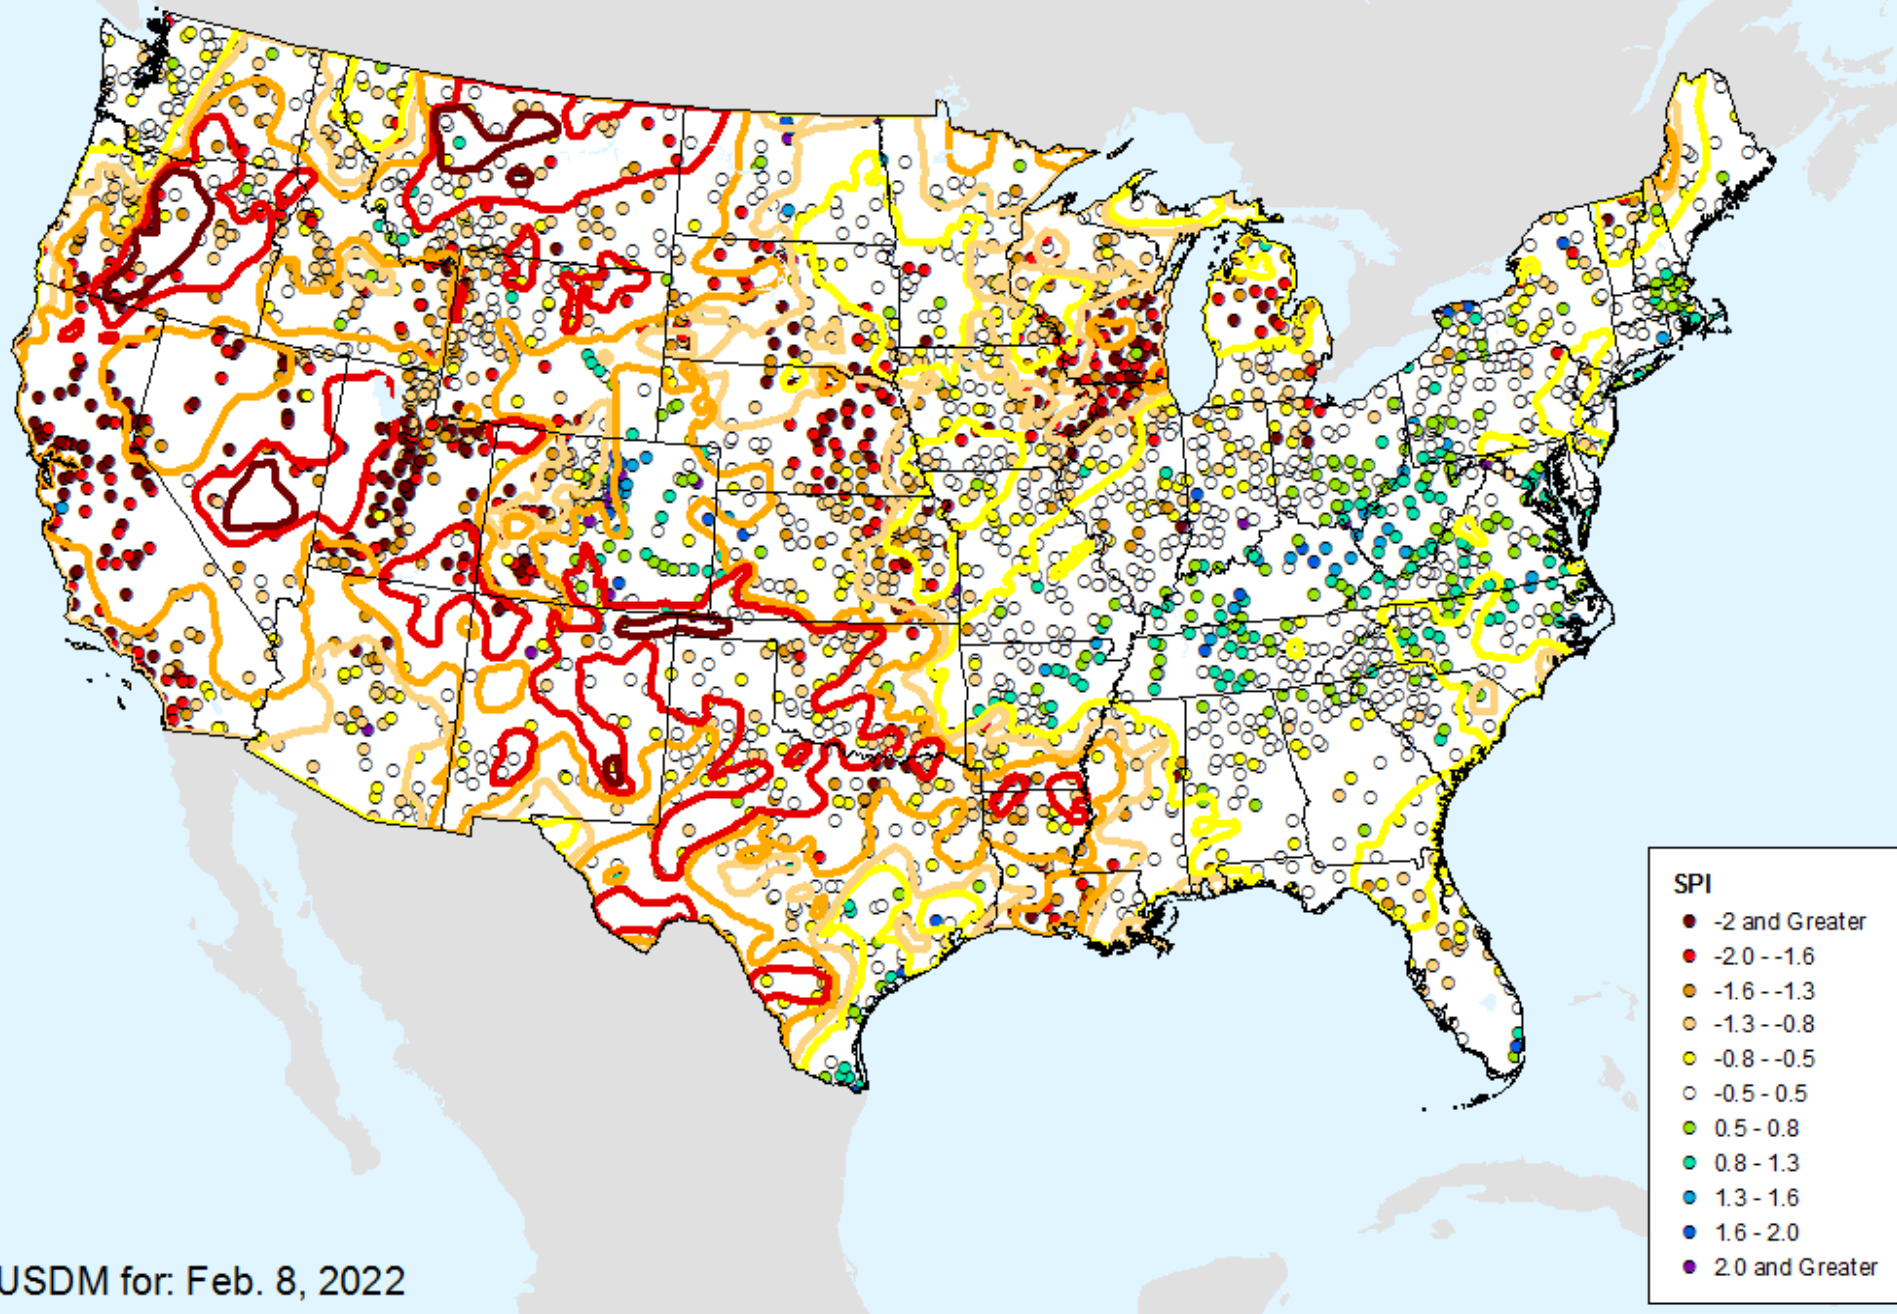 SPI
-2 and Greater
-2.0 - -1.6
-1.6 - -1.3
-1.3 - -0.8
-0.8 - -0.5
-0.5 - 0.5
0.5 - 0.8
0.8 - 1.3
1.3 - 1.6
1.6 - 2.0
2.0 and Greater
USDM for: Feb. 8, 2022